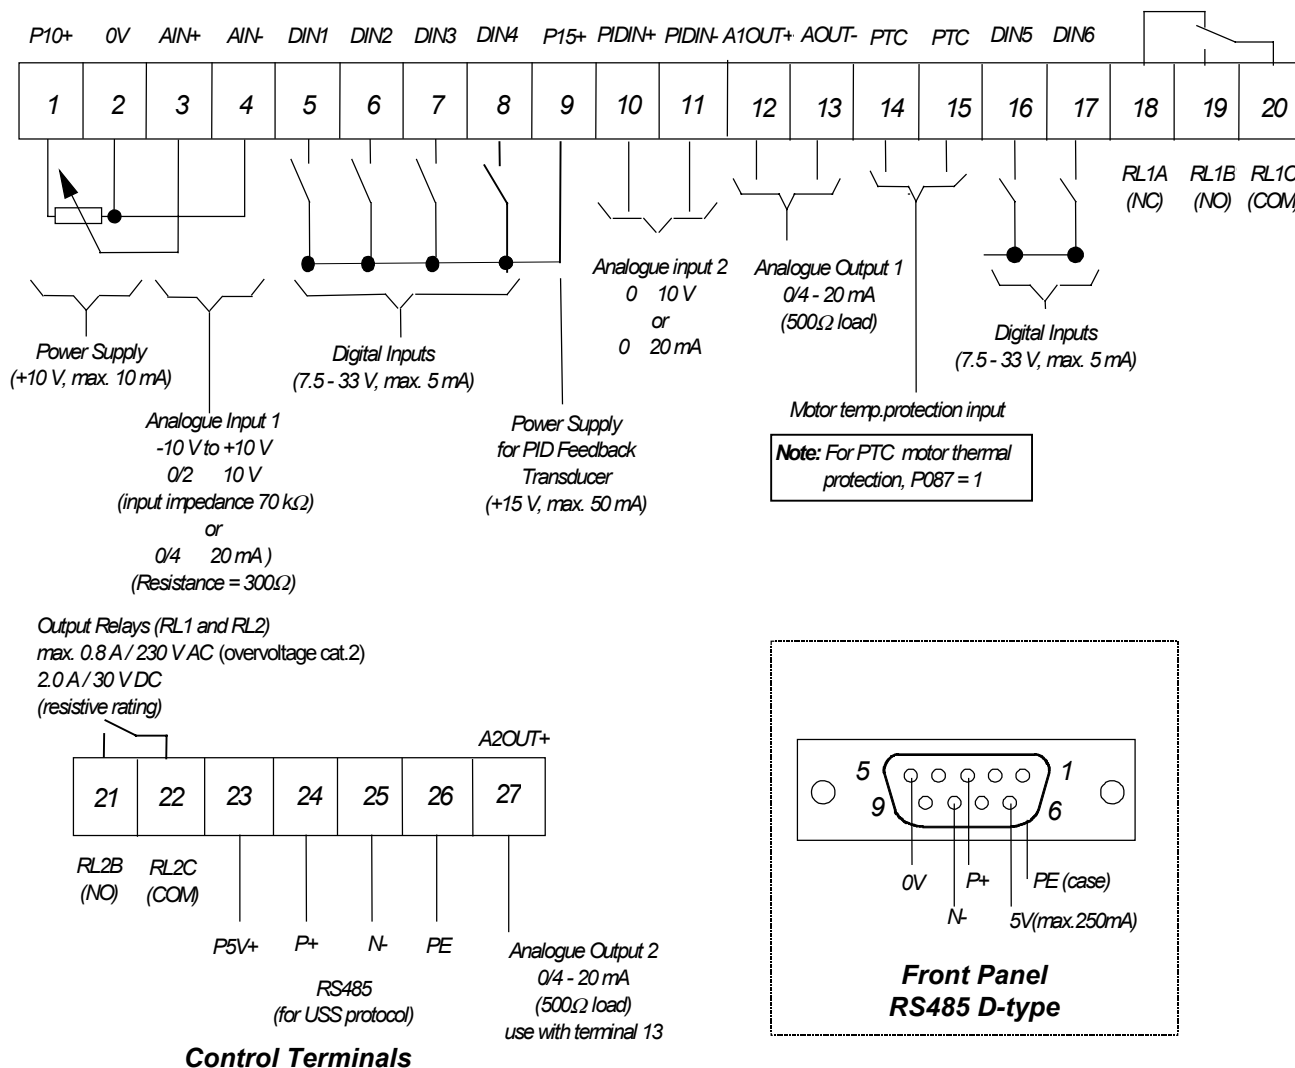 P10+ 0V AIN+ AIN- DIN1 DIN2 DIN3 DIN4 P15+ PIDIN+ PIDIN- A1OUT+ AOUT- PTC PTC DIN5 DIN6
1 2 3 4 5 6 7 8 9 10 11 12 13 14 15 16 17 18 19 20
RL1A (NC)
RL1B (NO)
RL1C (COM)
Power Supply
(+10 V, max. 10 mA)
Analogue Input 1
-10 V to +10 V
0/2 10 V
(input impedance 70 kΩ)
or
0/4 20 mA )
(Resistance = 300Ω)
Digital Inputs
(7.5 - 33 V, max. 5 mA)
Power Supply
for PID Feedback
Transducer
(+15 V, max. 50 mA)
Analogue input 2
0 10 V
or
0 20 mA
Analogue Output 1
0/4 - 20 mA
(500Ω load)
Motor temp.protection input
Note: For PTC motor thermal
protection, P087 = 1
Digital Inputs
(7.5 - 33 V, max. 5 mA)
Output Relays (RL1 and RL2)
max. 0.8 A / 230 V AC (overvoltage cat.2)
2.0 A / 30 V DC
(resistive rating)
A2OUT+
21 22 23 24 25 26 27
RL2B (NO)
RL2C (COM)
P5V+ P+ N- PE
RS485
(for USS protocol)
Analogue Output 2
0/4 - 20 mA
(500Ω load)
use with terminal 13
Control Terminals
5 1
9 6
0V P+ PE (case)
N- 5V(max.250mA)
Front Panel
RS485 D-type